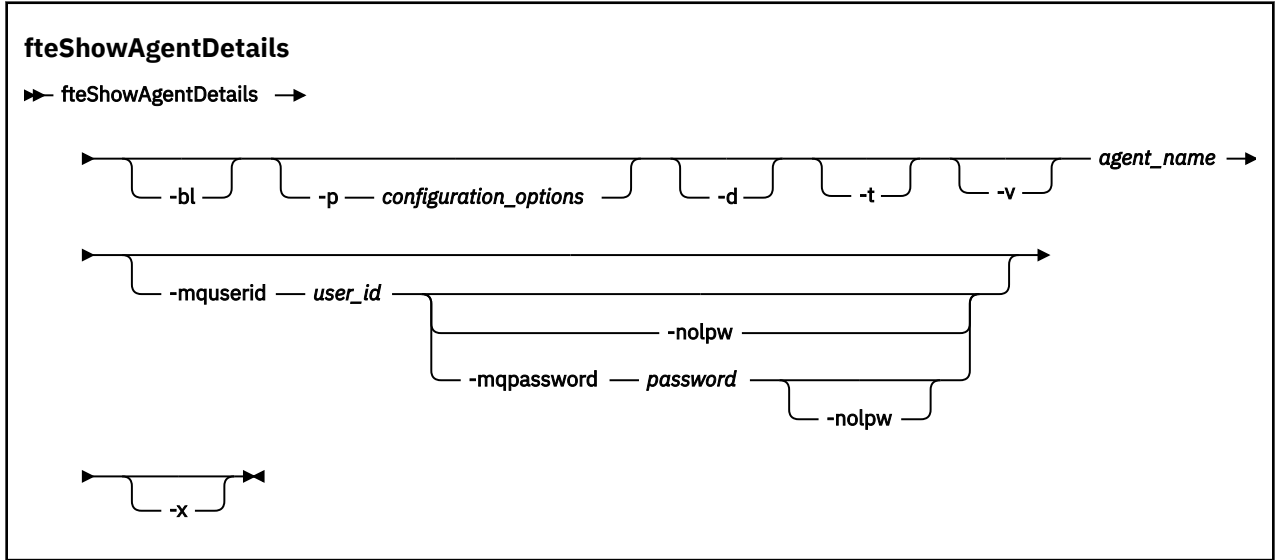 fteShowAgentDetails
fteShowAgentDetails
-bl -p configuration_options -d -t -v agent_name
-mquserid user_id
-nolpw
-mqpassword password
-nolpw
-x